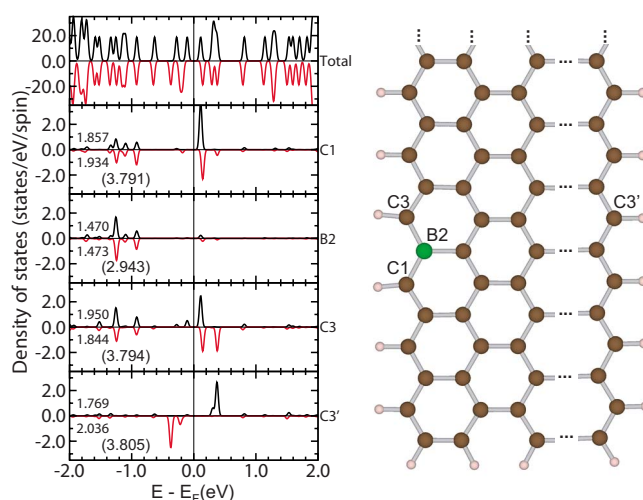 Density of states (states/eV/spin)
20.0
0.0
-20.0
Total
2.0
0.0
-2.0
1.857
1.934
(3.791)
C1
2.0
0.0
-2.0
1.470
1.473
(2.943)
B2
2.0
0.0
-2.0
1.950
1.844
(3.794)
C3
2.0
0.0
-2.0
1.769
2.036
(3.805)
C3′
-2.0 -1.0 0.0 1.0 2.0
E - EF(eV)
C3 C3’
B2
C1